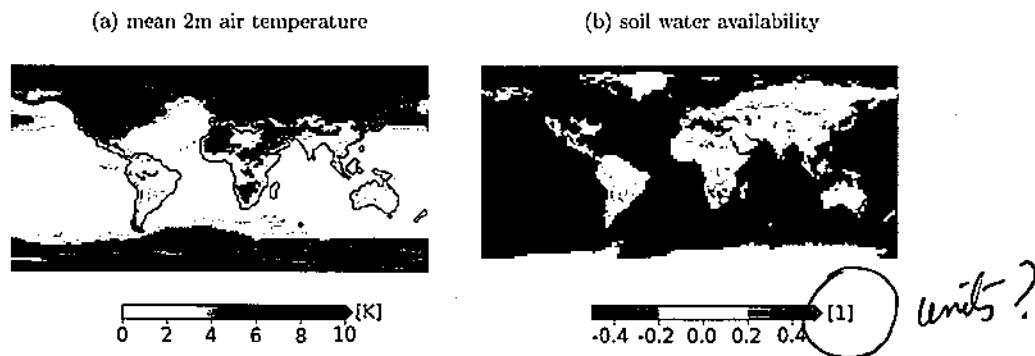 (a) mean 2m air temperature
(b) soil water availability
[K]
0 2 4 6 8 10
[1]
-0.4 -0.2 0.0 0.2 0.4
units?